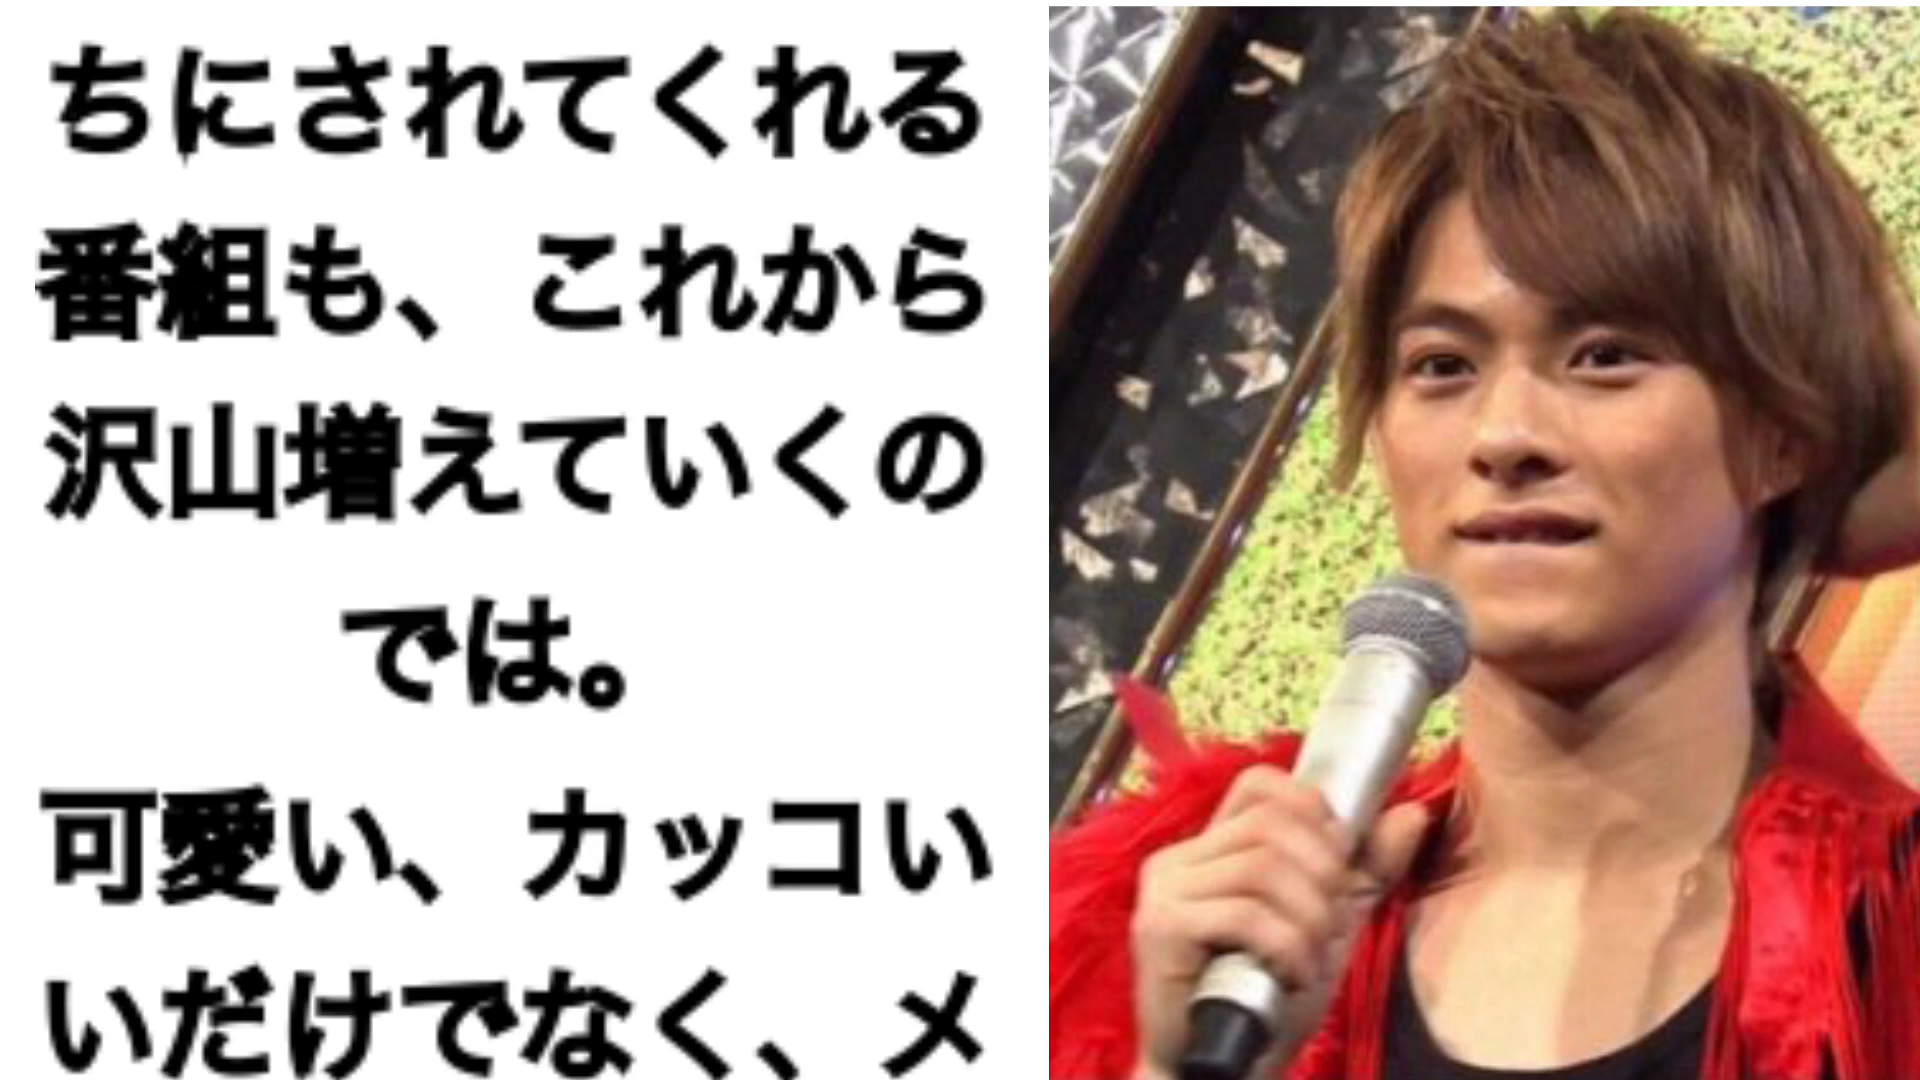 ちにされてくれる
番組も、これから
沢山増えていくの
では。
可愛い、カッコい
いだけでなく、メ